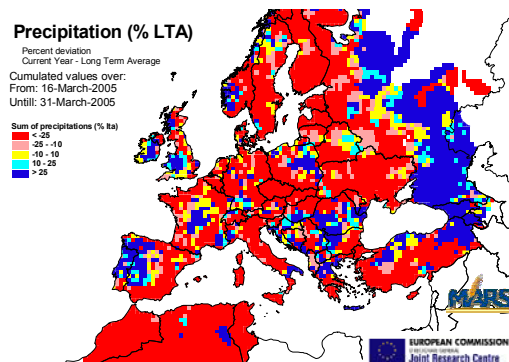 Precipitation (% LTA)
Percent deviation
Current Year - Long Term Average
Cumulated values over:
From: 16-March-2005
Untill: 31-March-2005
Sum of precipitations (% lta)
< -25
-25 - -10
-10 - 10
10 - 25
> 25
MARS
EUROPEAN COMMISSION
DIRECTORATE GENERAL
Joint Research Centre